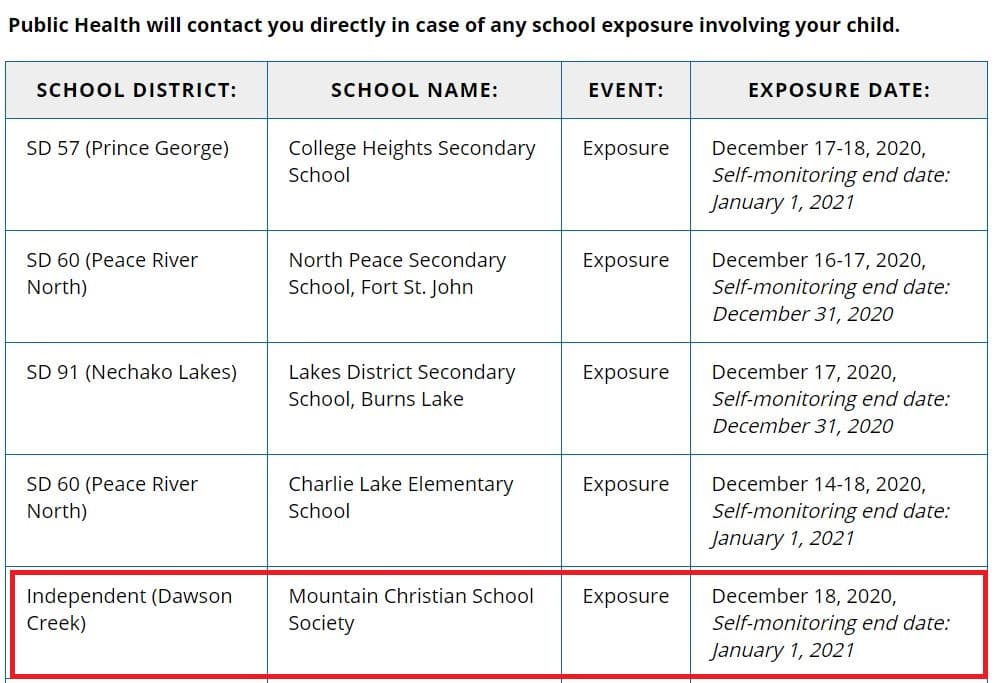 Public Health will contact you directly in case of any school exposure involving your child.
SCHOOL DISTRICT: SCHOOL NAME: EVENT: EXPOSURE DATE:
SD 57 (Prince George) College Heights Secondary Exposure December 17-18, 2020,
School Self-monitoring end date:
January 1, 2021
SD 60 (Peace River North Peace Secondary Exposure December 16-17, 2020,
North) School, Fort St. John Self-monitoring end date:
December 31, 2020
SD 91 (Nechako Lakes) Lakes District Secondary Exposure December 17, 2020,
School, Burns Lake Self-monitoring end date:
December 31, 2020
SD 60 (Peace River Charlie Lake Elementary Exposure December 14-18, 2020,
North) School Self-monitoring end date:
January 1, 2021
Independent (Dawson Mountain Christian School Exposure December 18, 2020,
Creek) Society Self-monitoring end date:
January 1, 2021